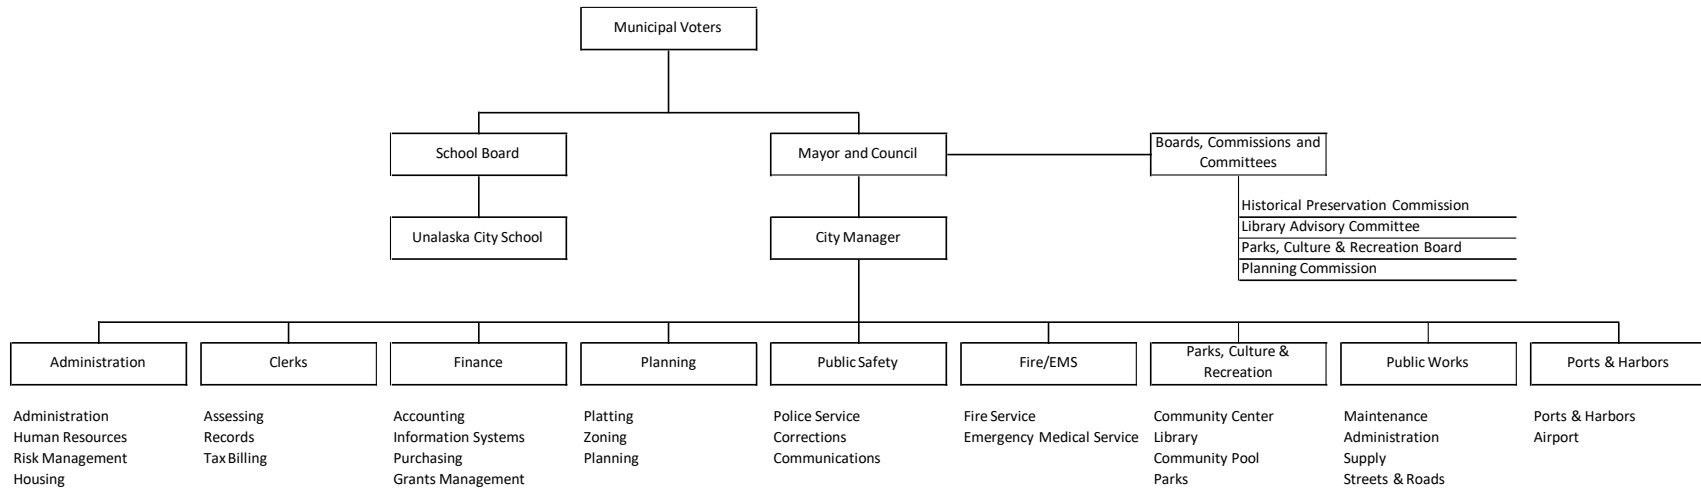 Municipal Voters
School Board
Mayor and Council
Boards, Commissions and
Committees
Historical Preservation Commission
Library Advisory Committee
Parks, Culture & Recreation Board
Planning Commission
Unalaska City School
City Manager
Administration
Clerks
Finance
Planning
Public Safety
Fire/EMS
Parks, Culture &
Recreation
Public Works
Ports & Harbors
Administration
Human Resources
Risk Management
Housing
Assessing
Records
Tax Billing
Accounting
Information Systems
Purchasing
Grants Management
Platting
Zoning
Planning
Police Service
Corrections
Communications
Fire Service
Emergency Medical Service
Community Center
Library
Community Pool
Parks
Maintenance
Administration
Supply
Streets & Roads
Ports & Harbors
Airport